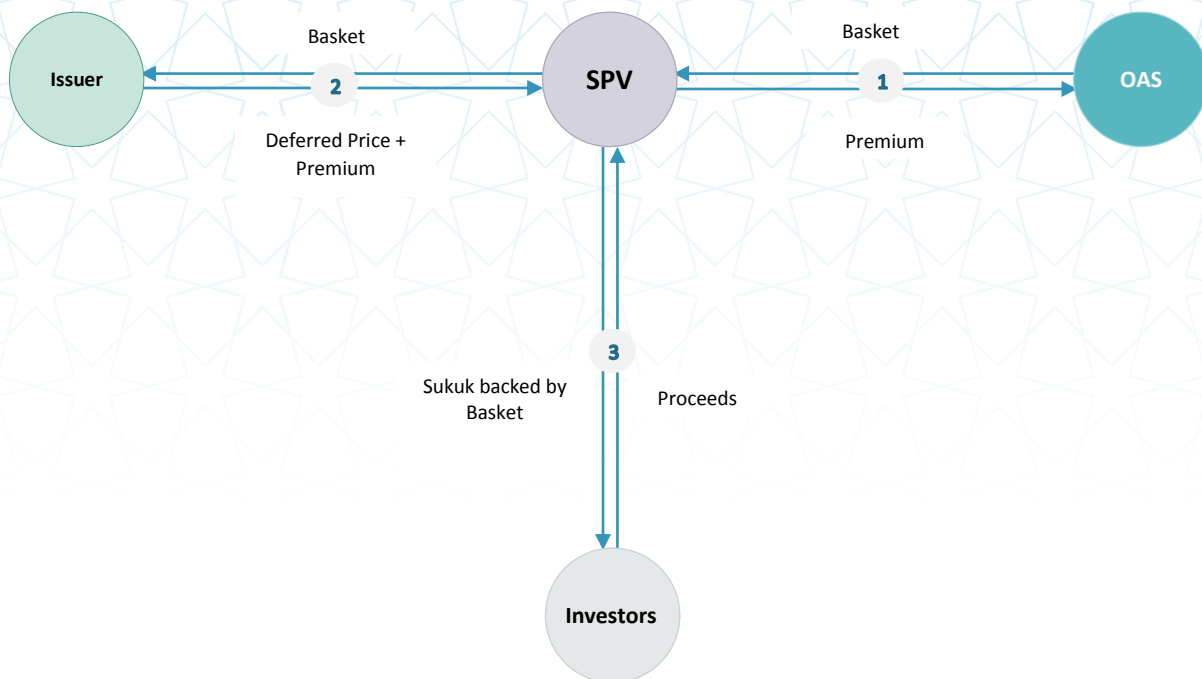 Basket
Basket
Issuer
2
SPV
1
OAS
Deferred Price +
Premium
Premium
3
Sukuk backed by
Basket
Proceeds
Investors